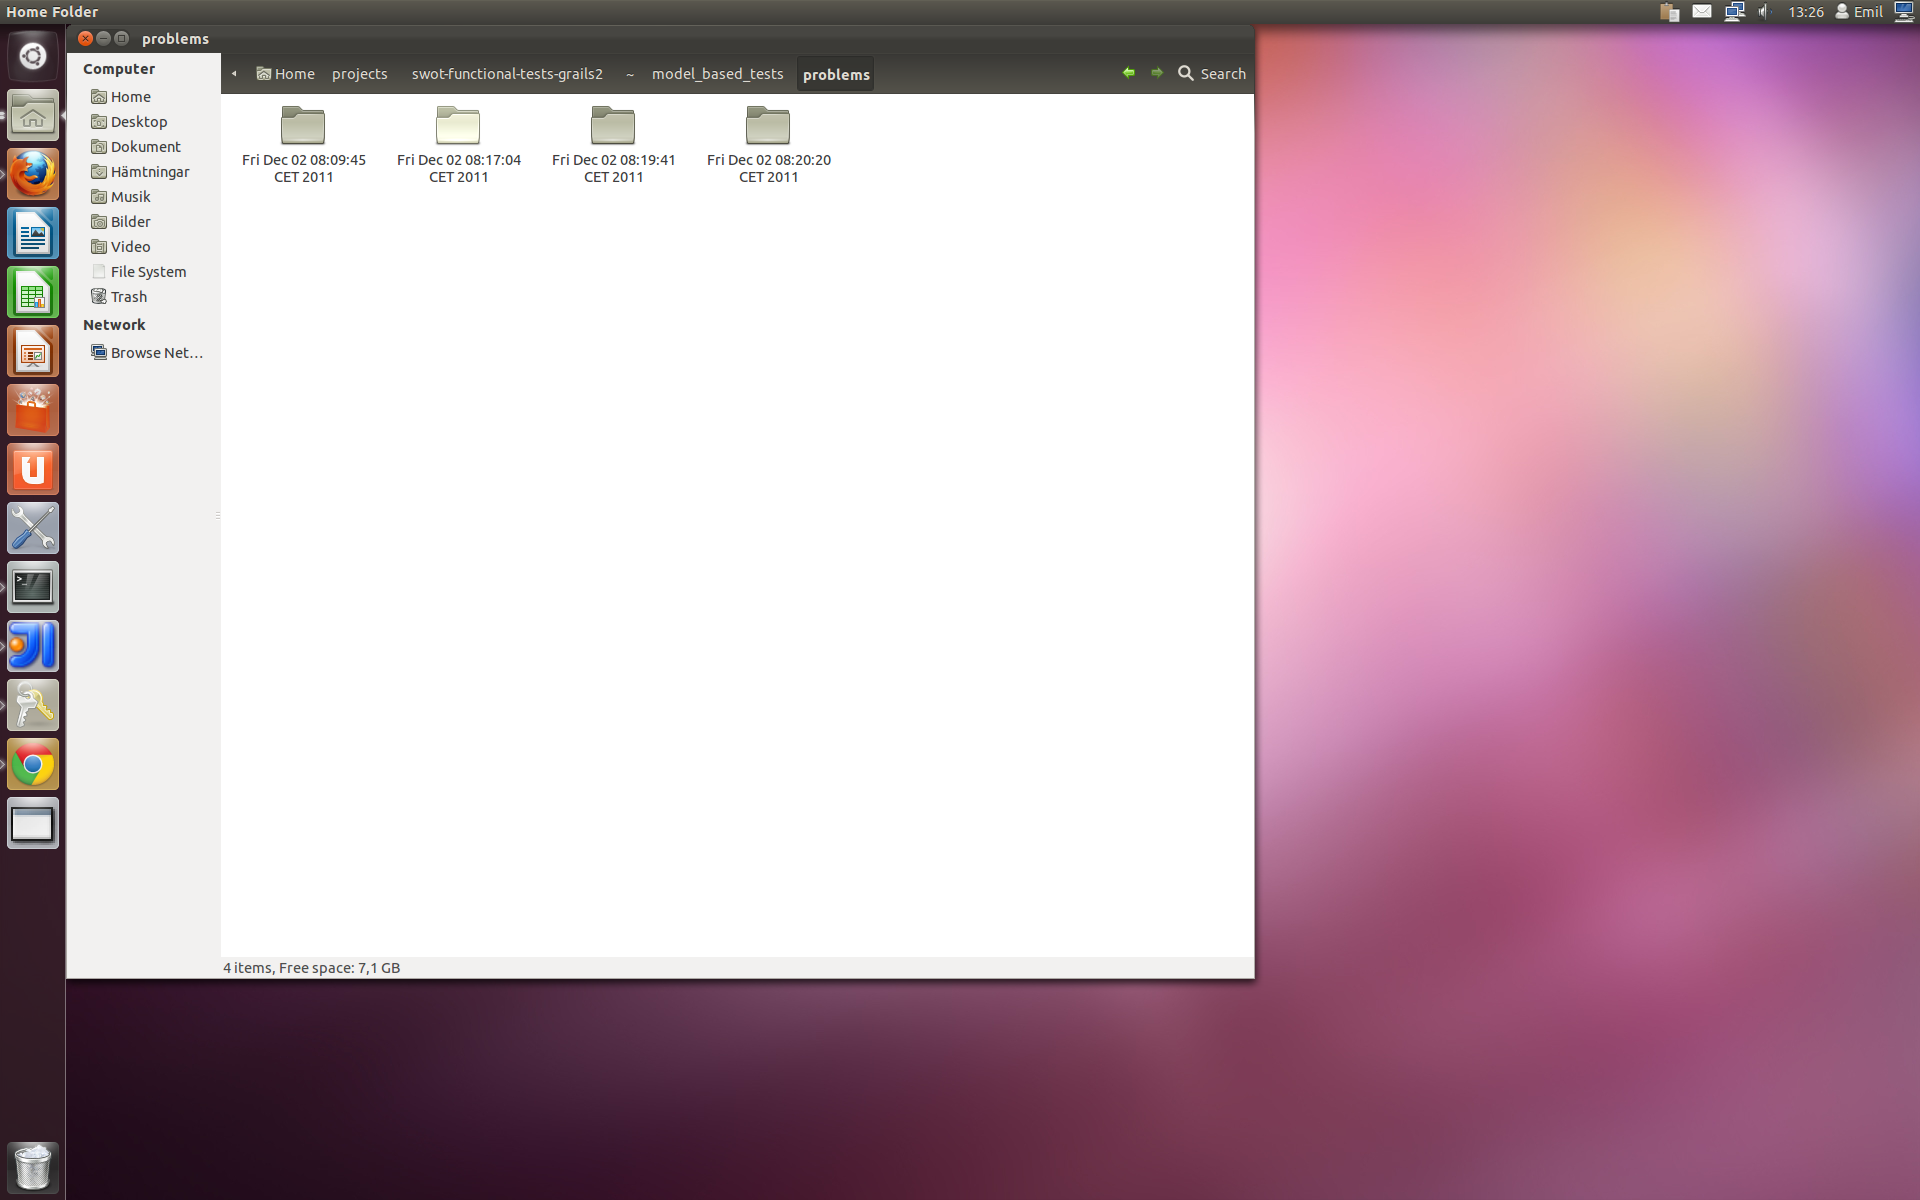 Home Folder
13:26
Emil
problems
Computer
Home
Desktop
Dokument
Hämtningar
Musik
Bilder
Video
File System
Trash
Network
Browse Net...
Home
projects
swot-functional-tests-grails2
~
model_based_tests
problems
Search
Fri Dec 02 08:09:45
CET 2011
Fri Dec 02 08:17:04
CET 2011
Fri Dec 02 08:19:41
CET 2011
Fri Dec 02 08:20:20
CET 2011
4 items, Free space: 7,1 GB